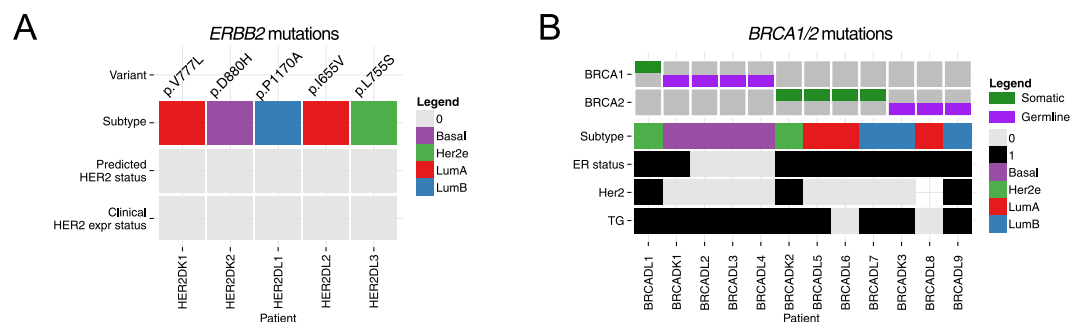 A
ERBB2 mutations
Variant
p.V777L
p.D880H
p.P1170A
p.I655V
p.L755S
Subtype
Predicted
HER2 status
Clinical
HER2 expr status
HER2DK1
HER2DK2
HER2DL1
HER2DL2
HER2DL3
Patient
Legend
0
Basal
Her2e
LumA
LumB
B
BRCA1/2 mutations
BRCA1
BRCA2
Subtype
ER status
Her2
TG
BRCADL1
BRCADK1
BRCADL2
BRCADL3
BRCADL4
BRCADK2
BRCADL5
BRCADL6
BRCADL7
BRCADK3
BRCADL8
BRCADL9
Patient
Legend
Somatic
Germline
0
1
Basal
Her2e
LumA
LumB